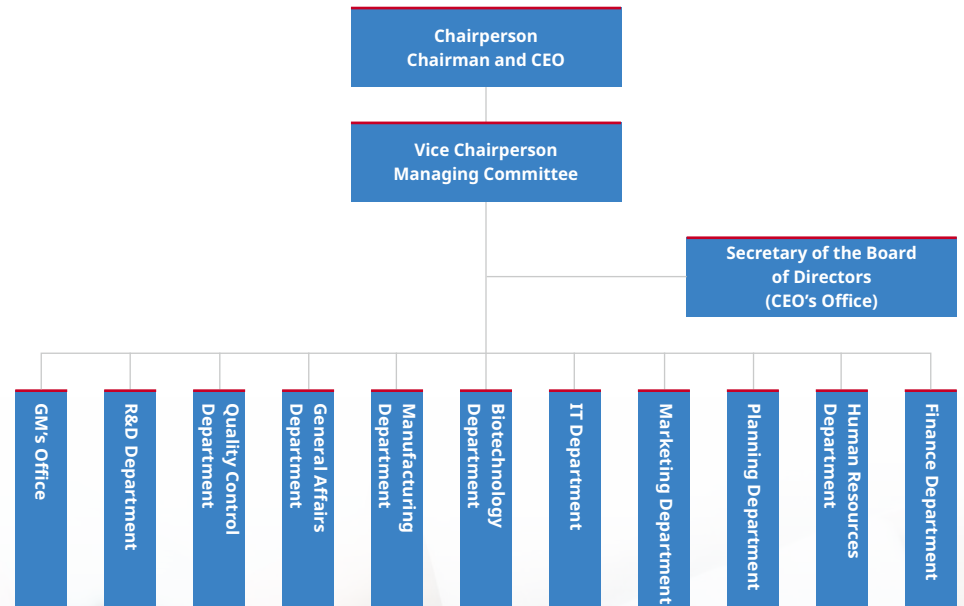 Chairperson
Chairman and CEO
Vice Chairperson
Managing Committee
Secretary of the Board
of Directors
(CEO’s Office)
GM’s Office
R&D Department
Quality Control
Department
General Affairs
Department
Manufacturing
Department
Biotechnology
Department
IT Department
Marketing Department
Planning Department
Human Resources
Department
Finance Department